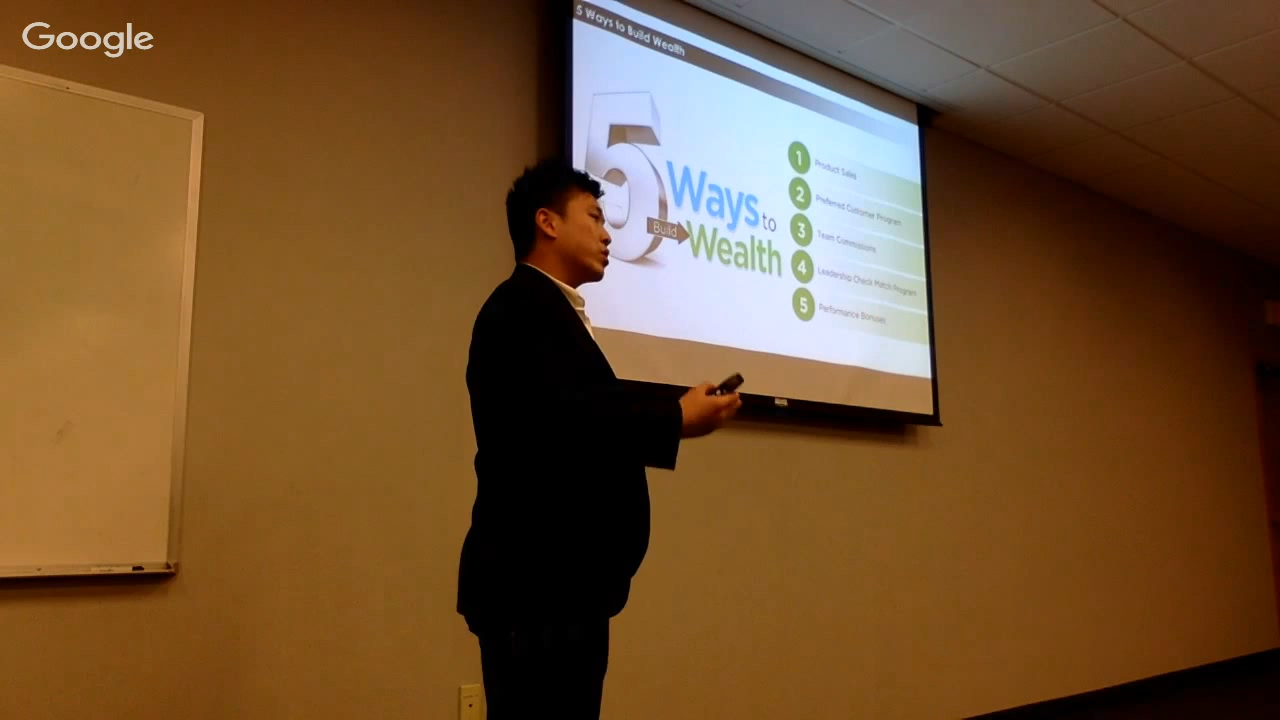 Google
5 Ways to Build Wealth
5
Ways to
Build
Wealth
1 Product Sales
2 Preferred Customer Program
3 Team Commissions
4 Leadership Check Match Program
5 Performance Bonuses